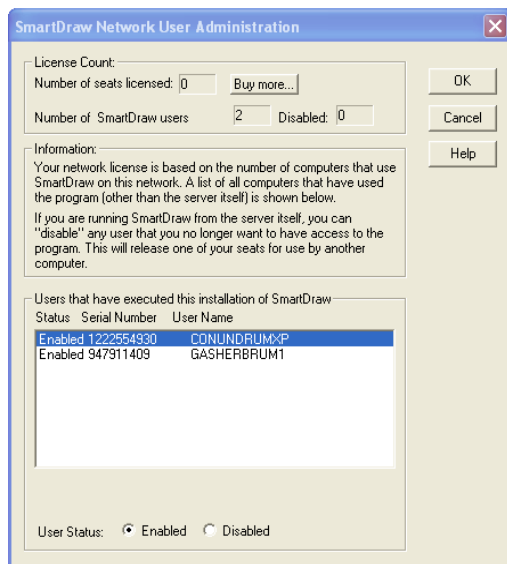 SmartDraw Network User Administration
License Count:
Number of seats licensed: 0 Buy more... OK
Number of SmartDraw users 2 Disabled: 0 Cancel
Information: Help
Your network license is based on the number of computers that use
SmartDraw on this network. A list of all computers that have used
the program (other than the server itself) is shown below.
If you are running SmartDraw from the server itself, you can
"disable" any user that you no longer want to have access to the
program. This will release one of your seats for use by another
computer.
Users that have executed this installation of SmartDraw
Status Serial Number User Name
Enabled 1222554930 CONUNDRUMXP
Enabled 947911409 GASHERBRUM1
User Status: Enabled Disabled